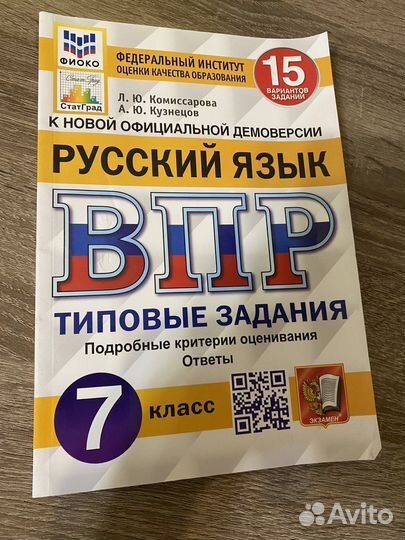 ФИОКО
СтатГрад
ФЕДЕРАЛЬНЫЙ ИНСТИТУТ
ОЦЕНКИ КАЧЕСТВА ОБРАЗОВАНИЯ
15
ВАРИАНТОВ
ЗАДАНИЙ
Л. Ю. Комиссарова
А. Ю. Кузнецов
К НОВОЙ ОФИЦИАЛЬНОЙ ДЕМОВЕРСИИ
РУССКИЙ ЯЗЫК
ВПР
ТИПОВЫЕ ЗАДАНИЯ
Подробные критерии оценивания
Ответы
7 класс
ЭКЗАМЕН
Avito